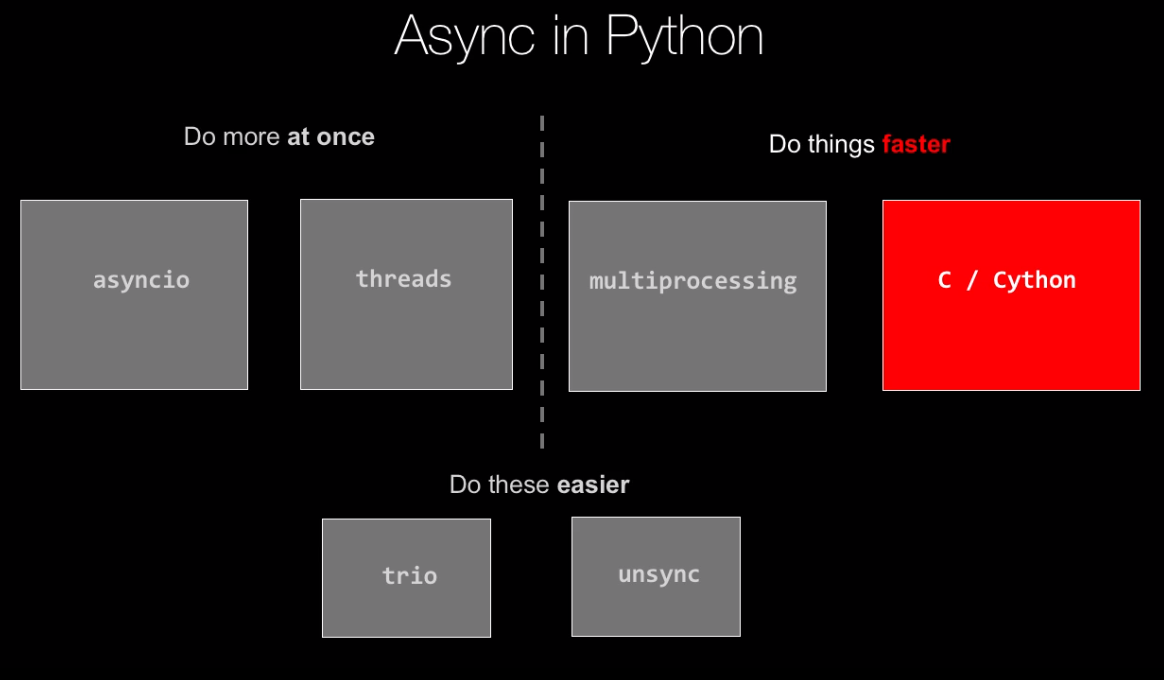 Async in Python
Do more at once
Do things faster
asyncio
threads
multiprocessing
C / Cython
Do these easier
trio
unsync